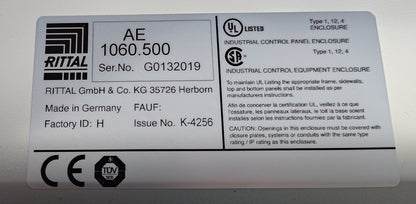 RITTAL
AE
1060.500
Ser.No. G0132019
RITTAL GmbH & Co. KG 35726 Herborn
Made in Germany FAUF:
Factory ID: H Issue No. K-4256
CE
TÜV
UL LISTED
Type 1, 12, 4
ENCLOSURE
INDUSTRIAL CONTROL PANEL ENCLOSURE
Type 1, 12, 4
INDUSTRIAL CONTROL EQUIPMENT ENCLOSURE
To maintain UL Listing the appropriate frame, sidewalls,
top and bottom panels shall be installed as per
manufacturers instructions.
Afin de conserver la certification UL, veillez à ce que
l'ossature, les panneaux latéraux, le toit à base soient
montés selon les instructions fournies par le fabricant.
CAUTION: Openings in this enclosure must be covered with
closure plates, systems or conduits with the same
type rating / IP rating as this enclosure.